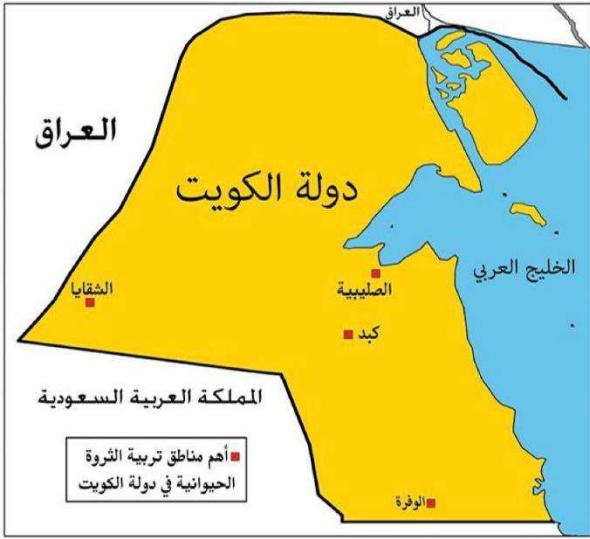 العراق
العراق
دولة الكويت
الخليج العربي
الصليبية
الشقايا
كبد
المملكة العربية السعودية
أهم مناطق تربية الثروة
الحيوانية في دولة الكويت
الوفرة